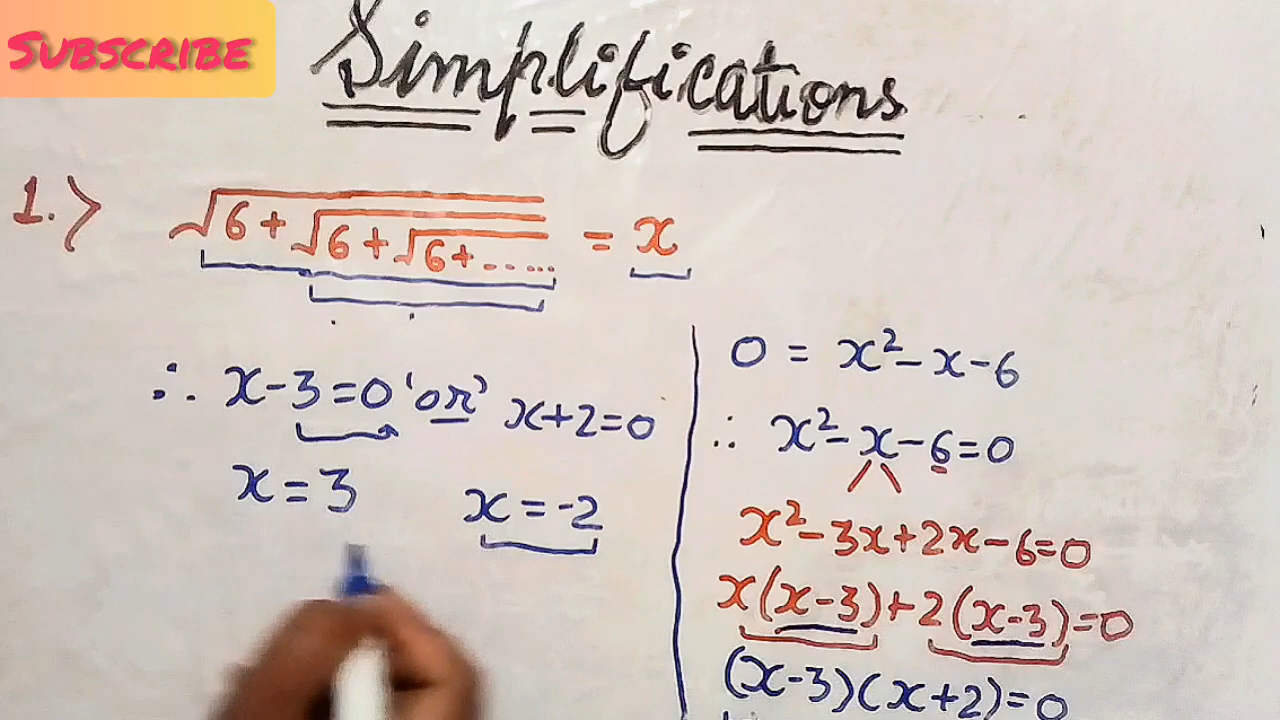 SUBSCRIBE
Simplifications
1.> √6+√6+√6+...... = x
∴ x-3=0 'or' x+2=0
x=3 x=-2
0 = x²-x-6
∴ x²-x-6=0
x²-3x+2x-6=0
x(x-3)+2(x-3)=0
(x-3)(x+2)=0